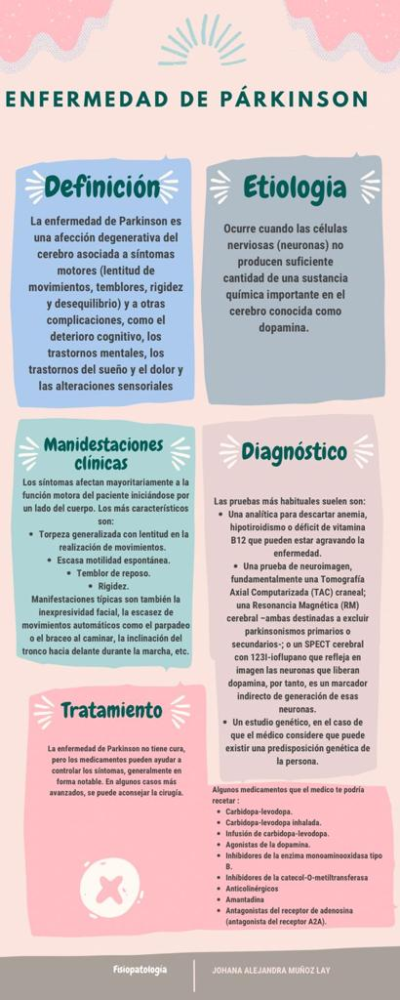 ENFERMEDAD DE PÁRKINSON
Definición
La enfermedad de Parkinson es
una afección degenerativa del
cerebro asociada a síntomas
motores (lentitud de
movimientos, temblores, rigidez
y desequilibrio) y a otras
complicaciones, como el
deterioro cognitivo, los
trastornos mentales, los
trastornos del sueño y el dolor y
las alteraciones sensoriales
Etiologia
Ocurre cuando las células
nerviosas (neuronas) no
producen suficiente
cantidad de una sustancia
química importante en el
cerebro conocida como
dopamina.
Manidestaciones
clínicas
Los síntomas afectan mayoritariamente a la
función motora del paciente iniciándose por
un lado del cuerpo. Los más característicos
son:
• Torpeza generalizada con lentitud en la
realización de movimientos.
• Escasa motilidad espontánea.
• Temblor de reposo.
• Rigidez.
Manifestaciones típicas son también la
inexpresividad facial, la escasez de
movimientos automáticos como el parpadeo
o el braceo al caminar, la inclinación del
tronco hacia delante durante la marcha, etc.
Diagnóstico
Las pruebas más habituales suelen son:
• Una analítica para descartar anemia,
hipotiroidismo o déficit de vitamina
B12 que pueden estar agravando la
enfermedad.
• Una prueba de neuroimagen,
fundamentalmente una Tomografía
Axial Computarizada (TAC) craneal;
una Resonancia Magnética (RM)
cerebral –ambas destinadas a excluir
parkinsonismos primarios o
secundarios-; o un SPECT cerebral
con 123I-ioflupano que refleja en
imagen las neuronas que liberan
dopamina, por tanto, es un marcador
indirecto de generación de esas
neuronas.
• Un estudio genético, en el caso de
que el médico considere que puede
existir una predisposición genética de
la persona.
Tratamiento
La enfermedad de Parkinson no tiene cura,
pero los medicamentos pueden ayudar a
controlar los síntomas, generalmente en
forma notable. En algunos casos más
avanzados, se puede aconsejar la cirugía.
Algunos medicamentos que el medico te podría
recetar :
• Carbidopa-levodopa.
• Carbidopa-levodopa inhalada.
• Infusión de carbidopa-levodopa.
• Agonistas de la dopamina.
• Inhibidores de la enzima monoaminooxidasa tipo
B.
• Inhibidores de la catecol-O-metiltransferasa
• Anticolinérgicos
• Amantadina
• Antagonistas del receptor de adenosina
(antagonista del receptor A2A).
Fisiopatología
JOHANA ALEJANDRA MUÑOZ LAY